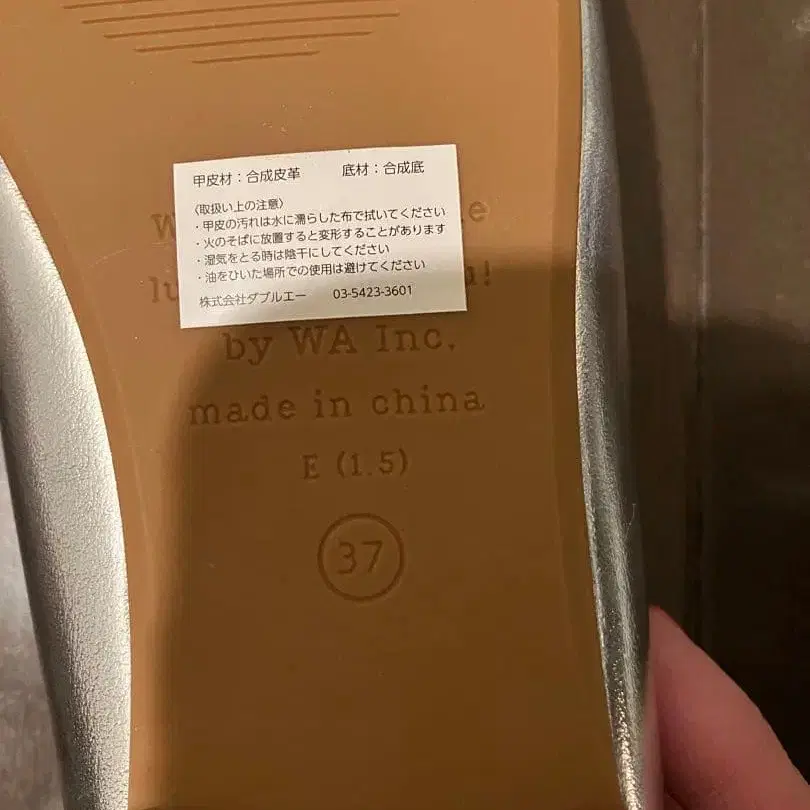 甲皮材：合成皮革 底材：合成底
〈取扱い上の注意〉
・甲皮の汚れは水に濡らした布で拭いてください
・火のそばに放置すると変形することがあります
・湿気をとる時は陰干にしてください
・油をひいた場所での使用は避けてください
株式会社ダブルエー 03-5423-3601
by WA Inc.
made in china
E (1.5)
37